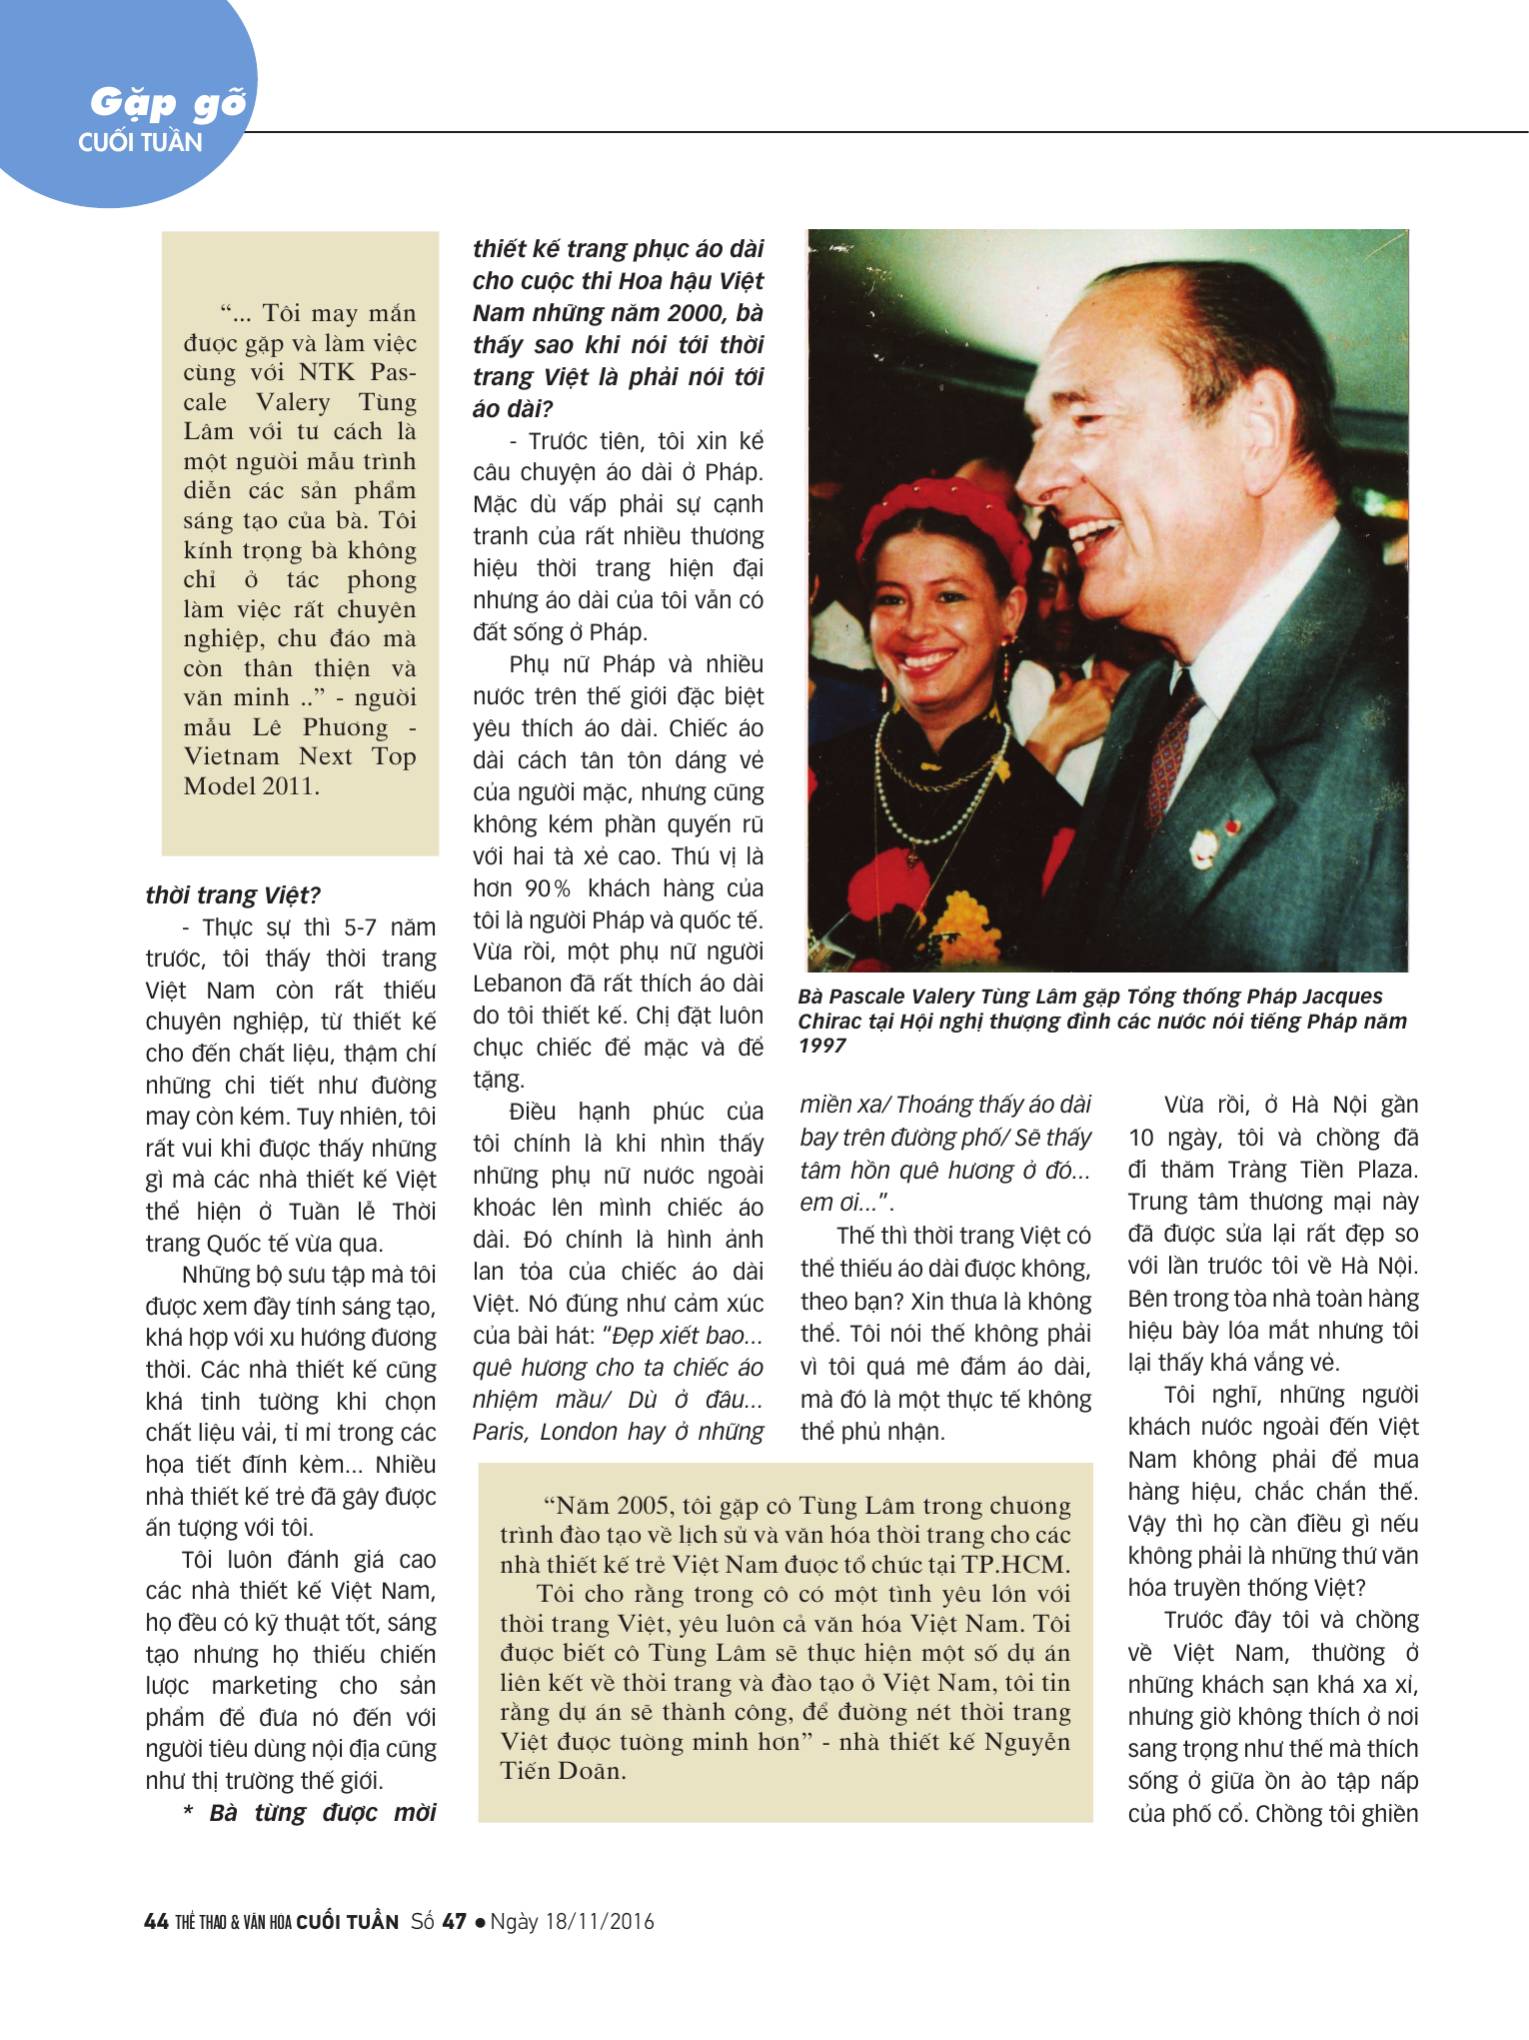 Gặp gỡ
CUỐI TUẦN
“... Tôi may mắn
được gặp và làm việc
cùng với NTK Pas-
cale Valery Tùng
Lâm với tư cách là
một người mẫu trình
diễn các sản phẩm
sáng tạo của bà. Tôi
kính trọng bà không
chỉ ở tác phong
làm việc rất chuyên
nghiệp, chu đáo mà
còn thân thiện và
văn minh ..” - người
mẫu Lê Phương -
Vietnam Next Top
Model 2011.
thời trang Việt?
- Thực sự thì 5-7 năm
trước, tôi thấy thời trang
Việt Nam còn rất thiếu
chuyên nghiệp, từ thiết kế
cho đến chất liệu, thậm chí
những chi tiết như đường
may còn kém. Tuy nhiên, tôi
rất vui khi được thấy những
gì mà các nhà thiết kế Việt
thể hiện ở Tuần lễ Thời
trang Quốc tế vừa qua.
Những bộ sưu tập mà tôi
được xem đầy tính sáng tạo,
khá hợp với xu hướng đương
thời. Các nhà thiết kế cũng
khá tinh tường khi chọn
chất liệu vải, tỉ mỉ trong các
họa tiết đính kèm... Nhiều
nhà thiết kế trẻ đã gây được
ấn tượng với tôi.
Tôi luôn đánh giá cao
các nhà thiết kế Việt Nam,
họ đều có kỹ thuật tốt, sáng
tạo nhưng họ thiếu chiến
lược marketing cho sản
phẩm để đưa nó đến với
người tiêu dùng nội địa cũng
như thị trường thế giới.
* Bà từng được mời
thiết kế trang phục áo dài
cho cuộc thi Hoa hậu Việt
Nam những năm 2000, bà
thấy sao khi nói tới thời
trang Việt là phải nói tới
áo dài?
- Trước tiên, tôi xin kể
câu chuyện áo dài ở Pháp.
Mặc dù vấp phải sự cạnh
tranh của rất nhiều thương
hiệu thời trang hiện đại
nhưng áo dài của tôi vẫn có
đất sống ở Pháp.
Phụ nữ Pháp và nhiều
nước trên thế giới đặc biệt
yêu thích áo dài. Chiếc áo
dài cách tân tôn dáng vẻ
của người mặc, nhưng cũng
không kém phần quyến rũ
với hai tà xẻ cao. Thú vị là
hơn 90% khách hàng của
tôi là người Pháp và quốc tế.
Vừa rồi, một phụ nữ người
Lebanon đã rất thích áo dài
do tôi thiết kế. Chị đặt luôn
chục chiếc để mặc và để
tặng.
Điều hạnh phúc của
tôi chính là khi nhìn thấy
những phụ nữ nước ngoài
khoác lên mình chiếc áo
dài. Đó chính là hình ảnh
lan tỏa của chiếc áo dài
Việt. Nó đúng như cảm xúc
của bài hát: “Đẹp xiết bao...
quê hương cho ta chiếc áo
nhiệm mầu/ Dù ở đâu...
Paris, London hay ở những
Bà Pascale Valery Tùng Lâm gặp Tổng thống Pháp Jacques
Chirac tại Hội nghị thượng đỉnh các nước nói tiếng Pháp năm
1997
miền xa/ Thoáng thấy áo dài
bay trên đường phố/ Sẽ thấy
tâm hồn quê hương ở đó...
em ơi...”.
Thế thì thời trang Việt có
thể thiếu áo dài được không,
theo bạn? Xin thưa là không
thể. Tôi nói thế không phải
vì tôi quá mê đắm áo dài,
mà đó là một thực tế không
thể phủ nhận.
“Năm 2005, tôi gặp cô Tùng Lâm trong chương
trình đào tạo về lịch sử và văn hóa thời trang cho các
nhà thiết kế trẻ Việt Nam được tổ chức tại TP.HCM.
Tôi cho rằng trong cô có một tình yêu lớn với
thời trang Việt, yêu luôn cả văn hóa Việt Nam. Tôi
được biết cô Tùng Lâm sẽ thực hiện một số dự án
liên kết về thời trang và đào tạo ở Việt Nam, tôi tin
rằng dự án sẽ thành công, để đường nét thời trang
Việt được tường minh hơn” - nhà thiết kế Nguyễn
Tiến Doãn.
Vừa rồi, ở Hà Nội gần
10 ngày, tôi và chồng đã
đi thăm Tràng Tiền Plaza.
Trung tâm thương mại này
đã được sửa lại rất đẹp so
với lần trước tôi về Hà Nội.
Bên trong tòa nhà toàn hàng
hiệu bày lóa mắt nhưng tôi
lại thấy khá vắng vẻ.
Tôi nghĩ, những người
khách nước ngoài đến Việt
Nam không phải để mua
hàng hiệu, chắc chắn thế.
Vậy thì họ cần điều gì nếu
không phải là những thứ văn
hóa truyền thống Việt?
Trước đây tôi và chồng
về Việt Nam, thường ở
những khách sạn khá xa xỉ,
nhưng giờ không thích ở nơi
sang trọng như thế mà thích
sống ở giữa ồn ào tập nấp
của phố cổ. Chồng tôi ghiền
44 THỂ THAO & VĂN HÓA CUỐI TUẦN Số 47 ● Ngày 18/11/2016